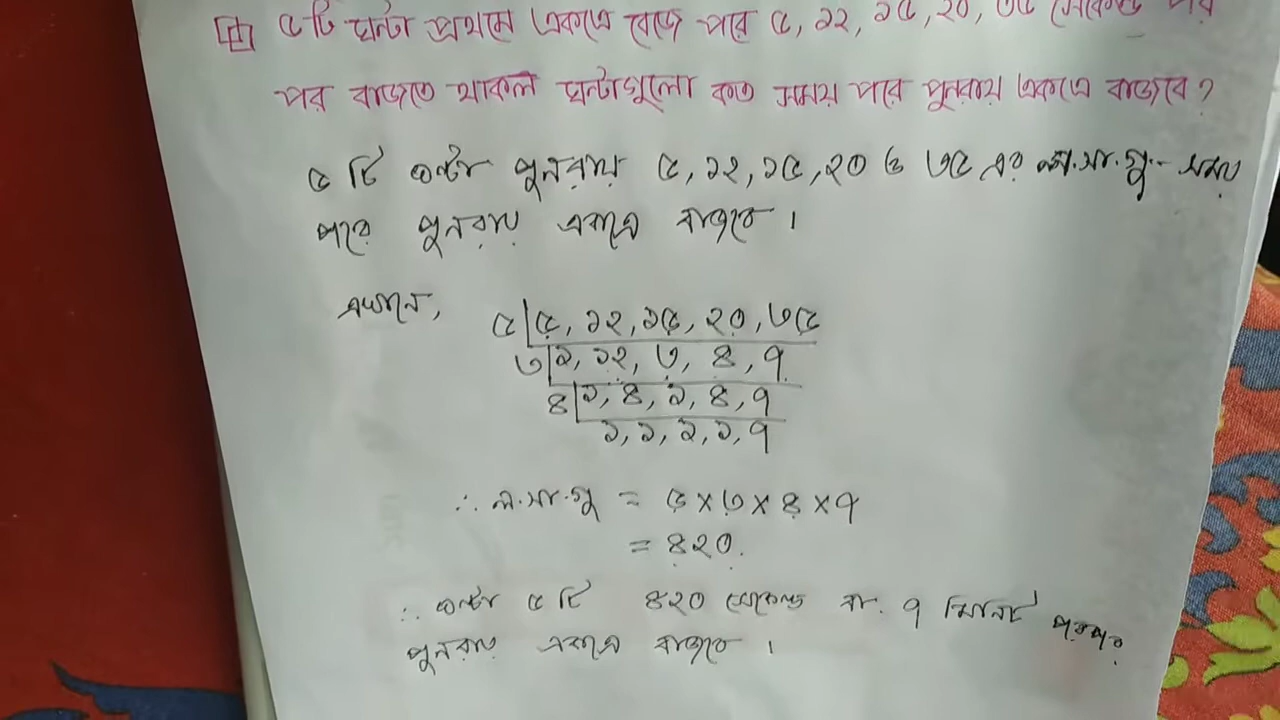 ৫ টি ঘন্টা প্রথমে একত্রে বেজে পরে ৫, ১২, ১৫, ২০, ৩৫ সেকেন্ড পর
পর বাজতে থাকল ঘন্টাগুলো কত সময় পরে পুনরায় একত্রে বাজবে ?
৫ টি ঘন্টা পুনরায় ৫, ১২, ১৫, ২০ ও ৩৫ এর ল.সা.গু.- সময়
পরে পুনরায় একত্রে বাজবে ।
এখানে,
৫ | ৫, ১২, ১৫, ২০, ৩৫
৩ | ১, ১২, ৩, ৪, ৭
৪ | ১, ৪, ১, ৪, ৭
১, ১, ১, ১, ৭
∴ ল.সা.গু = ৫ × ৩ × ৪ × ৭
= ৪২০.
∴ ঘন্টা ৫ টি ৪২০ সেকেন্ড বা. ৭ মিনিট পরপর
পুনরায় একত্রে বাজবে ।